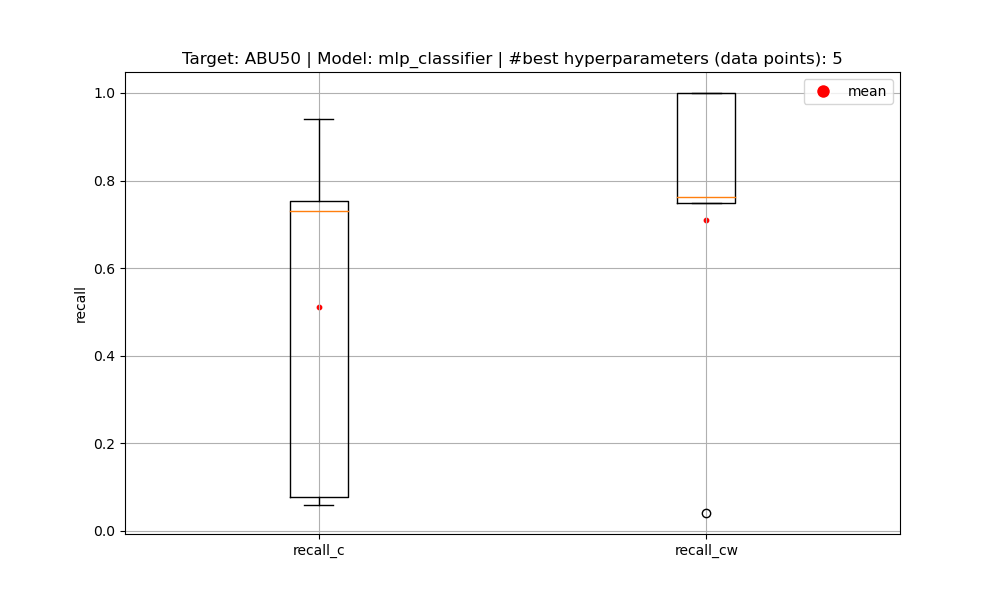 Target: ABU50 | Model: mlp_classifier | #best hyperparameters (data points): 5
mean
1.0
0.8
0.6
0.4
0.2
0.0
recall
recall_c
recall_cw